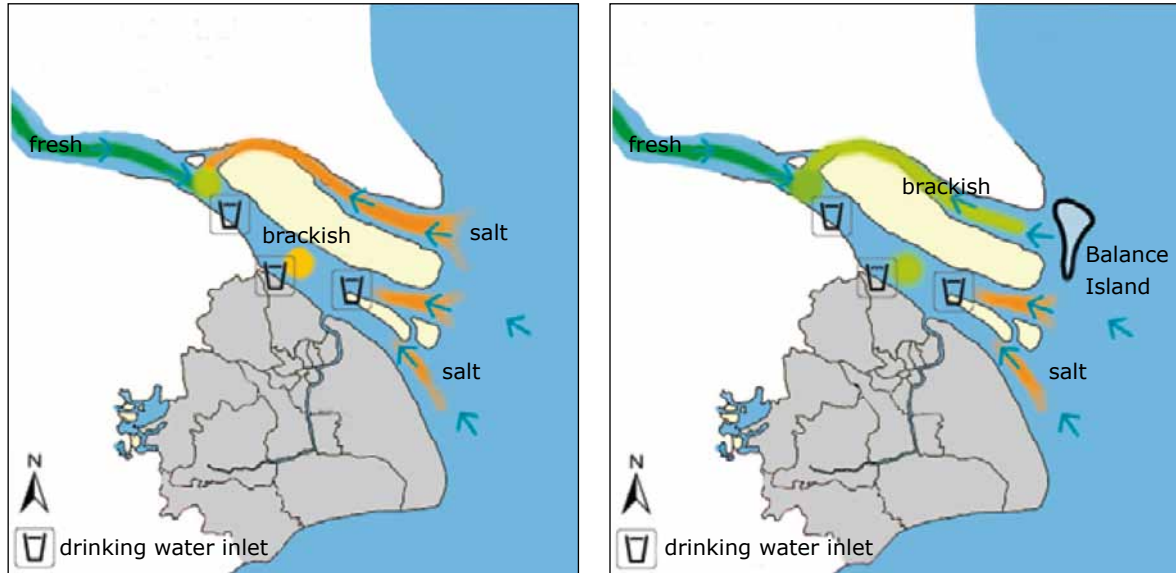 fresh
brackish
salt
salt
N
drinking water inlet
fresh
brackish
Balance
Island
salt
N
drinking water inlet